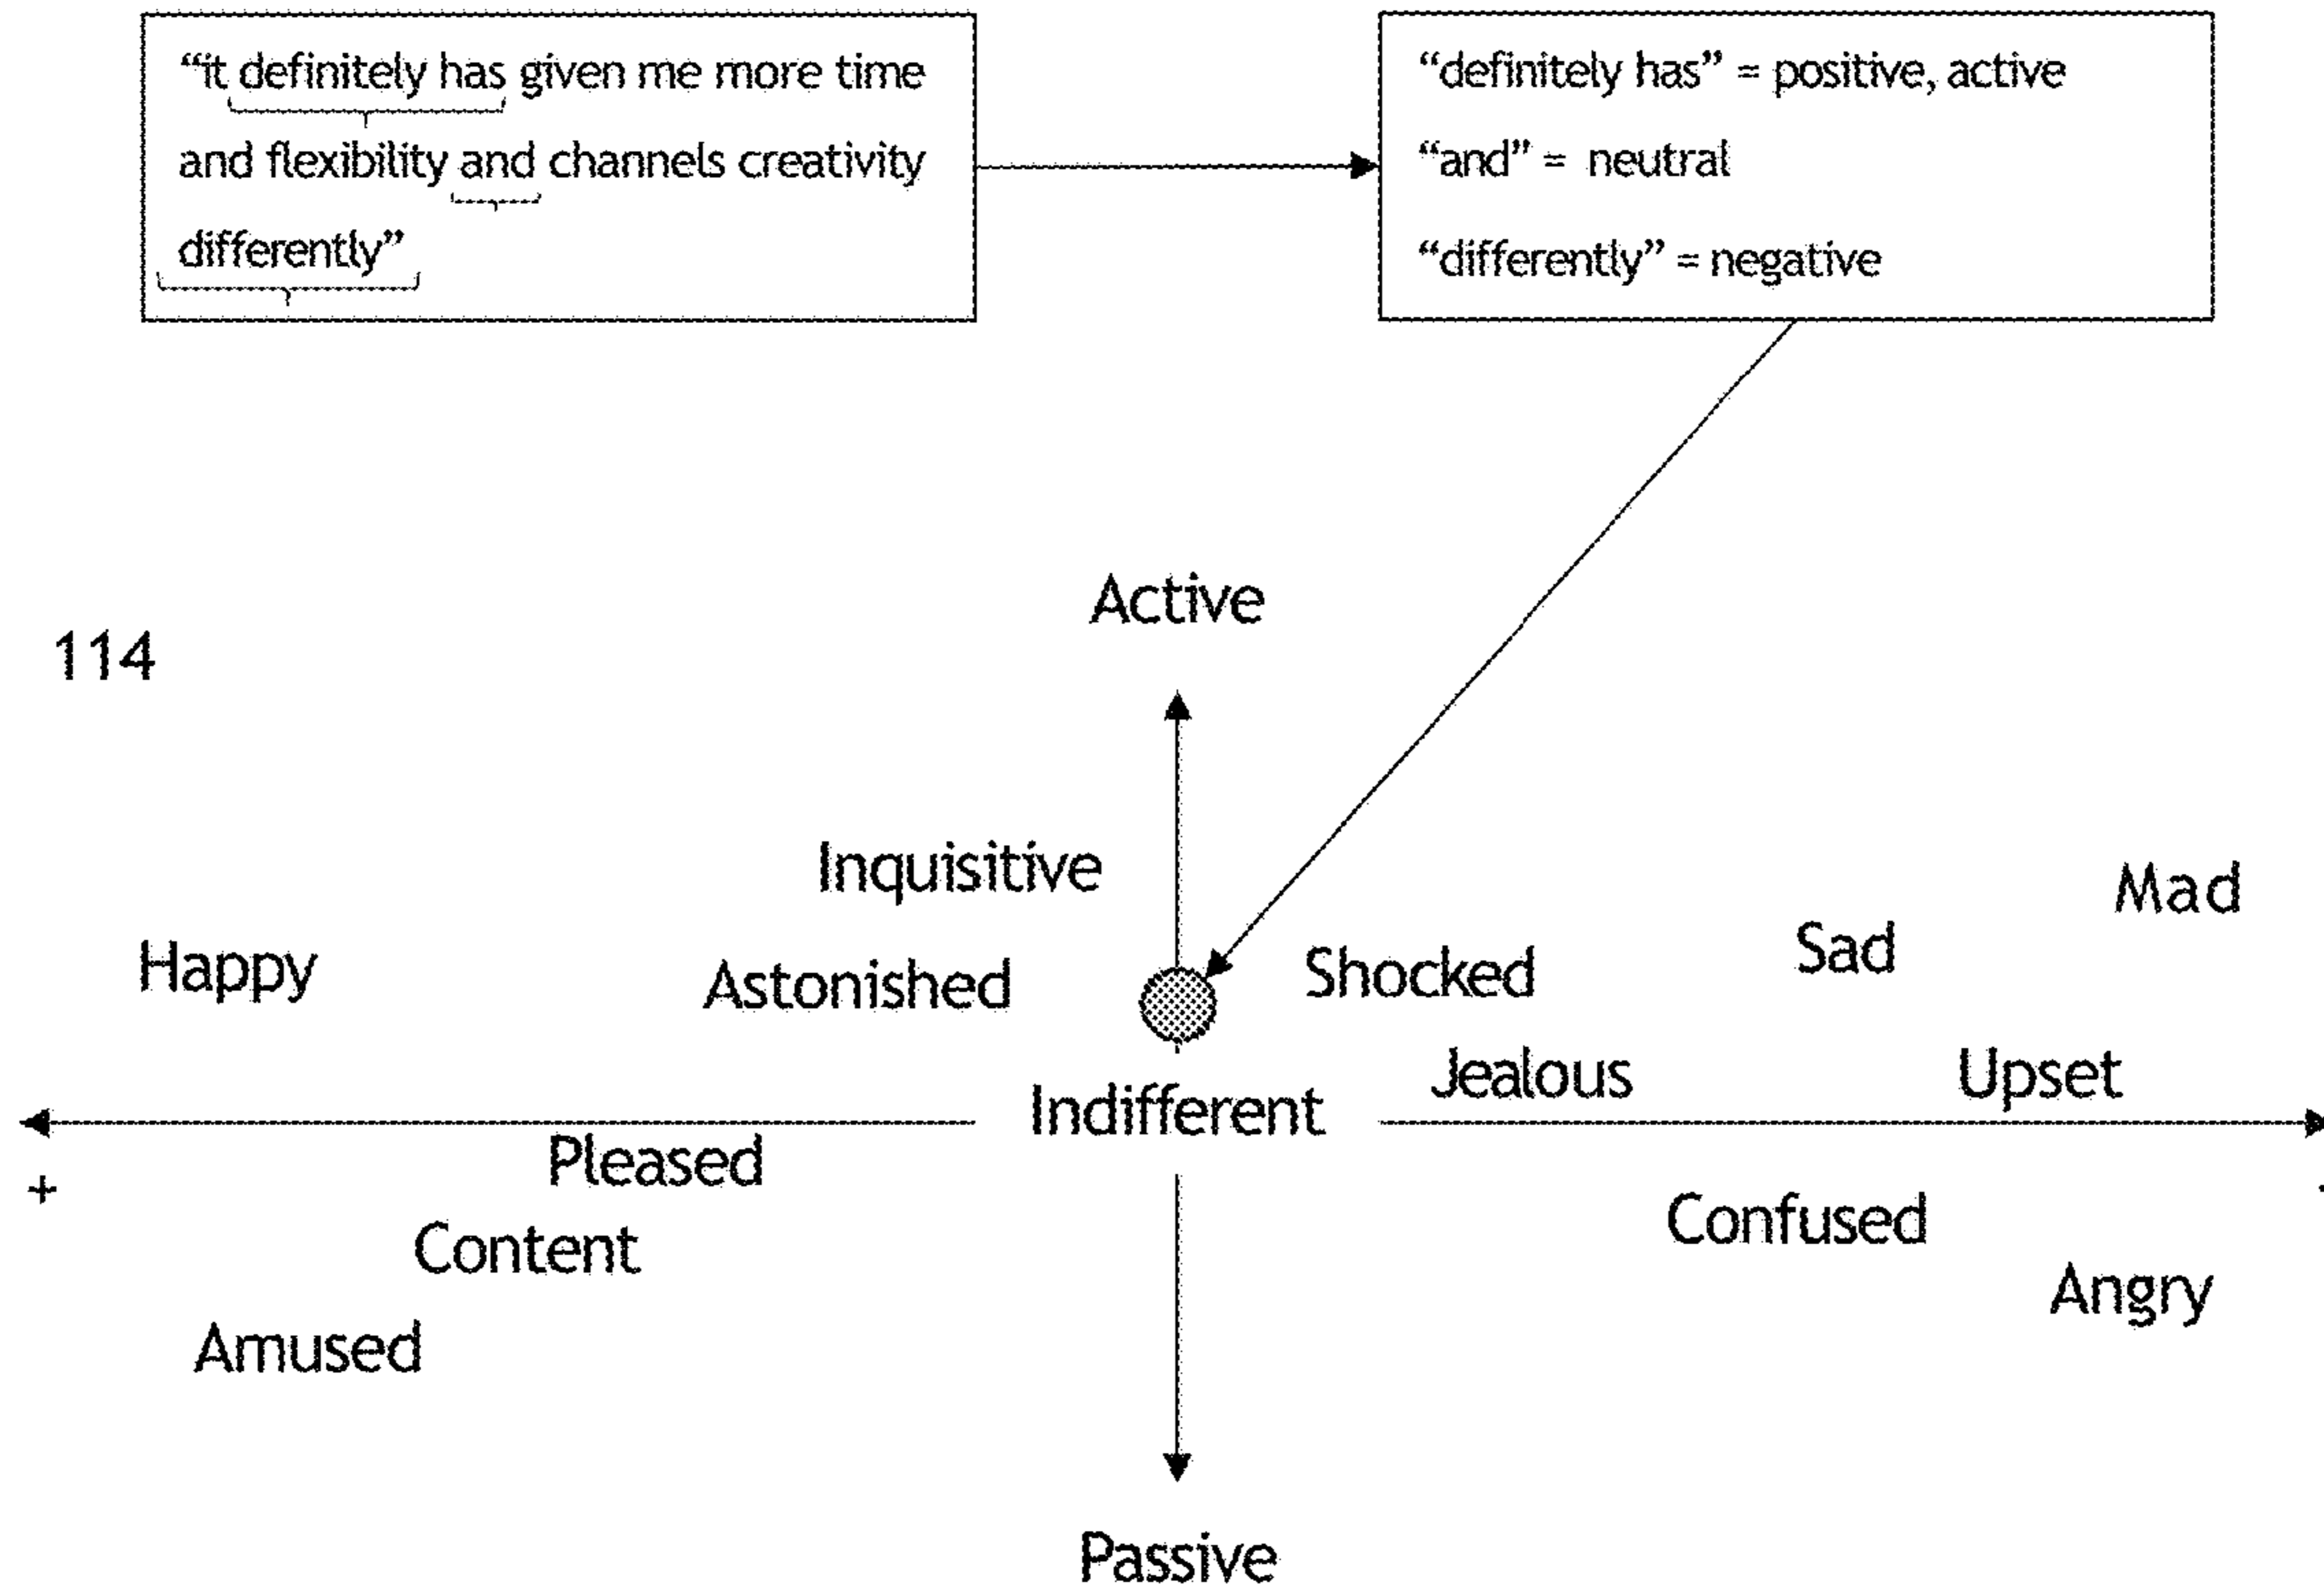 “it definitely has given me more time
and flexibility and channels creativity
differently”
“definitely has” = positive, active
“and” = neutral
“differently” = negative
Active
114
Inquisitive
Mad
Sad
Happy
Astonished
Shocked
Jealous
Upset
Indifferent
Pleased
+
Confused
Content
Angry
Amused
Passive